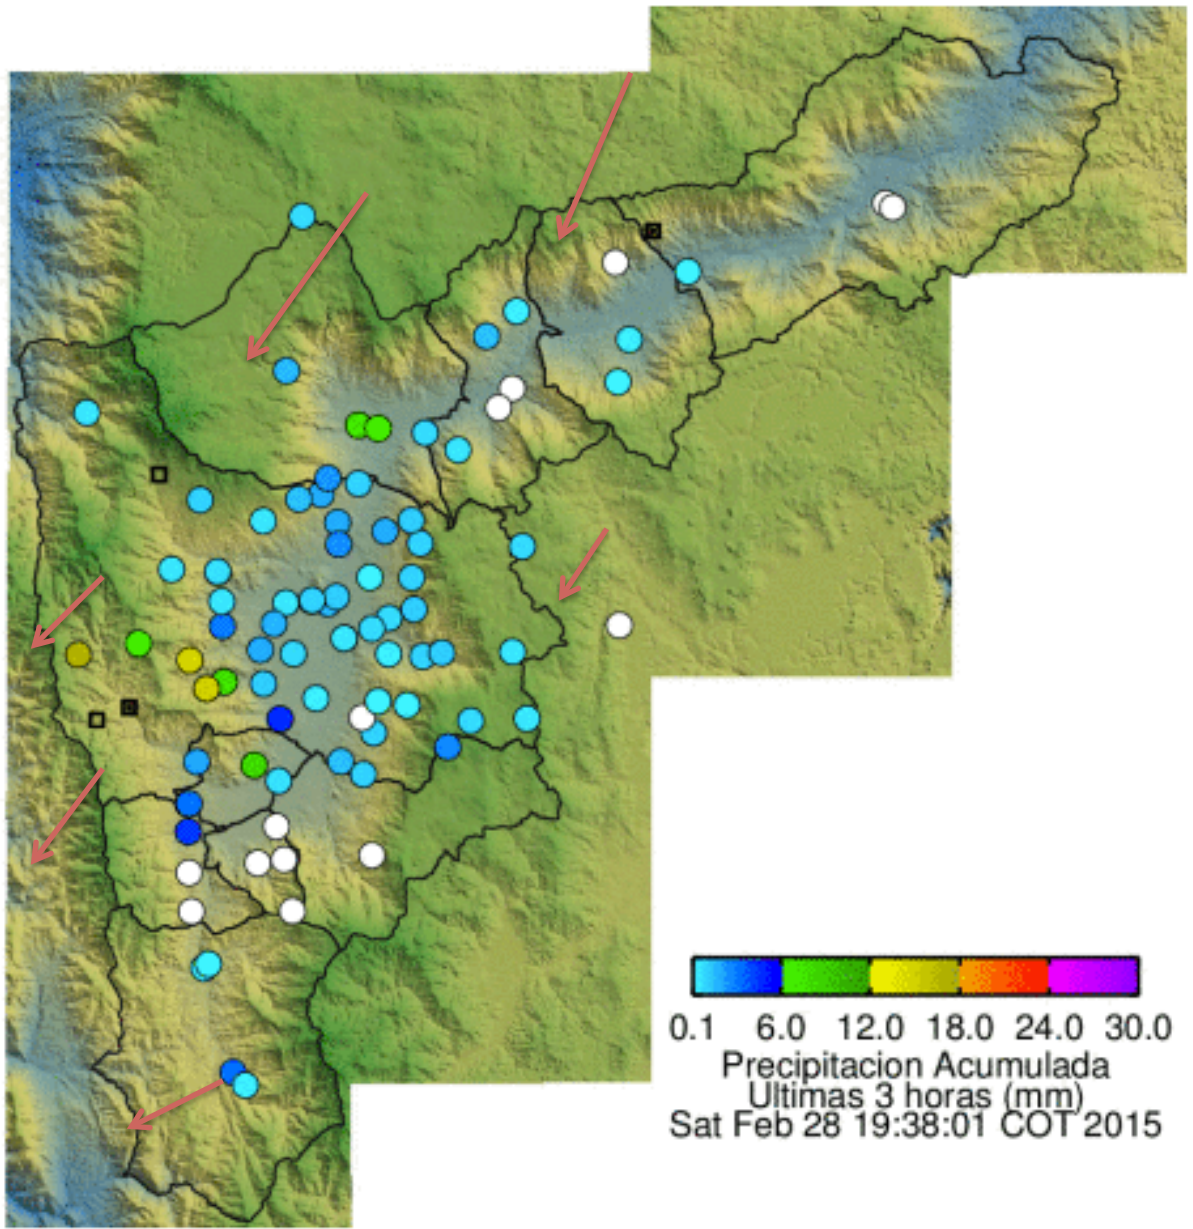 0.1 6.0 12.0 18.0 24.0 30.0
Precipitacion Acumulada
Ultimas 3 horas (mm)
Sat Feb 28 19:38:01 COT 2015